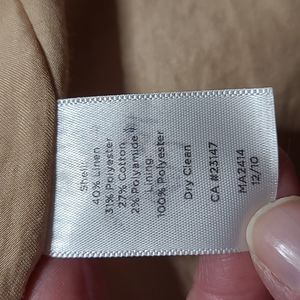 Shell:
40% Linen
31% Polyester
27% Cotton
2% Polyamide
Lining
100% Polyester
Dry Clean
CA #23147
MA2414
12/10